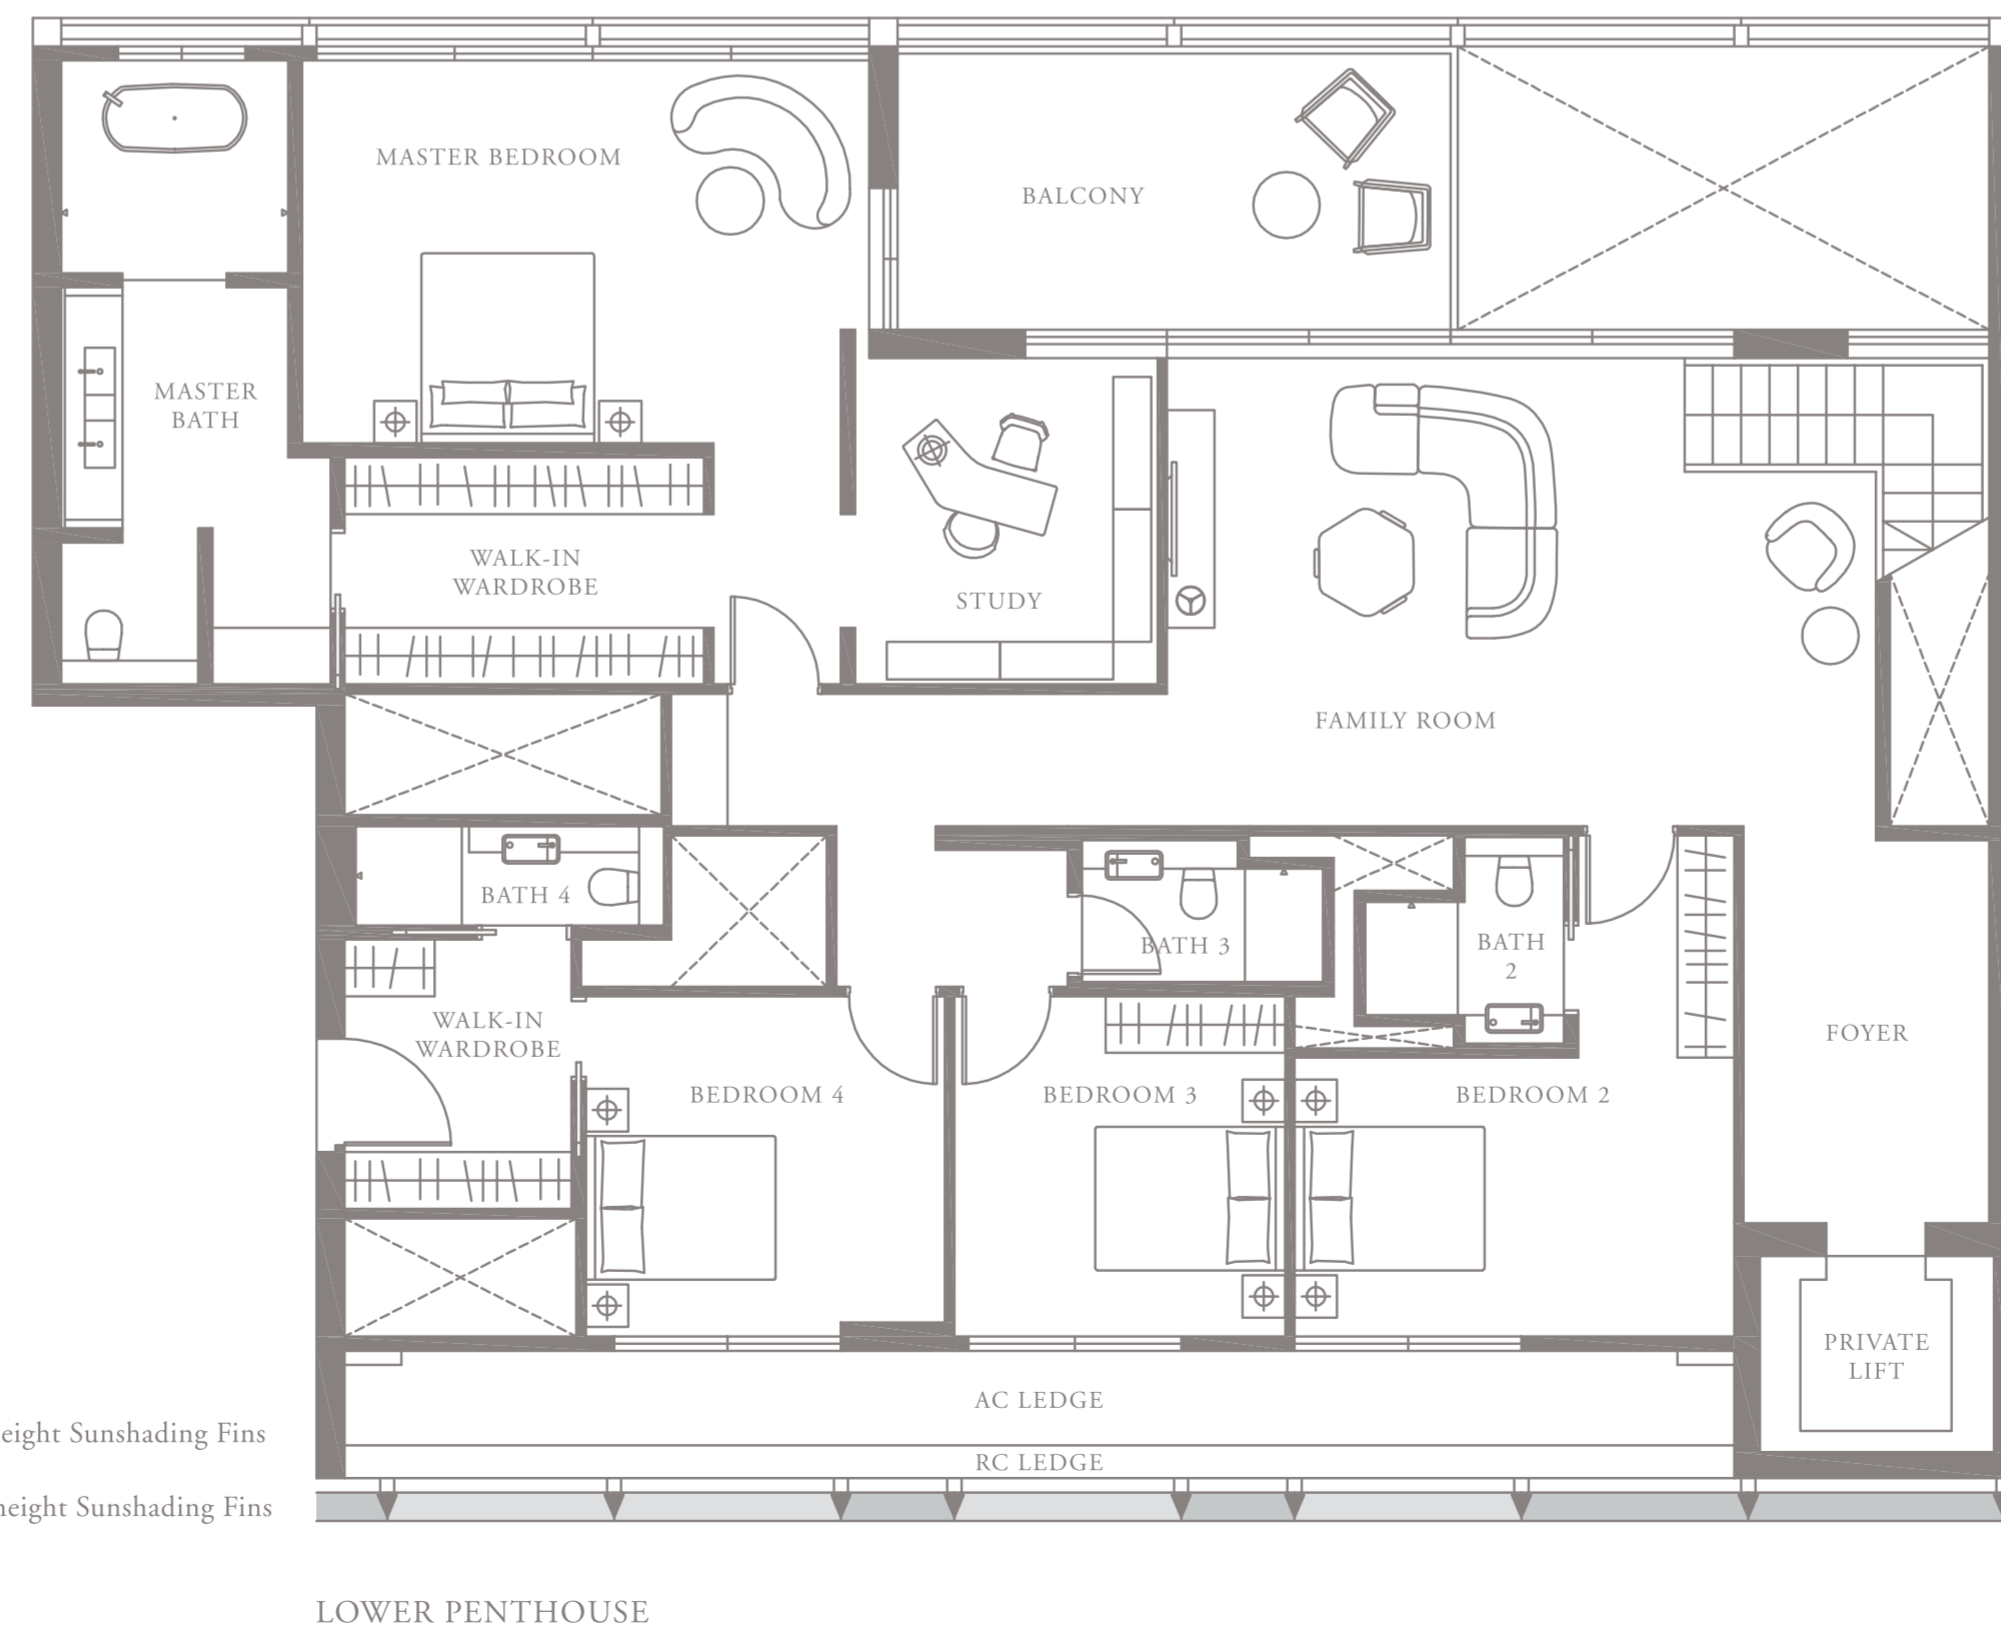 MASTER BEDROOM
BALCONY
MASTER
BATH
WALK-IN
WARDROBE
STUDY
FAMILY ROOM
BATH 4
BATH 3
BATH
2
WALK-IN
WARDROBE
FOYER
BEDROOM 4
BEDROOM 3
BEDROOM 2
PRIVATE
LIFT
AC LEDGE
RC LEDGE
Sunshading Fins
Sunshading Fins
LOWER PENTHOUSE